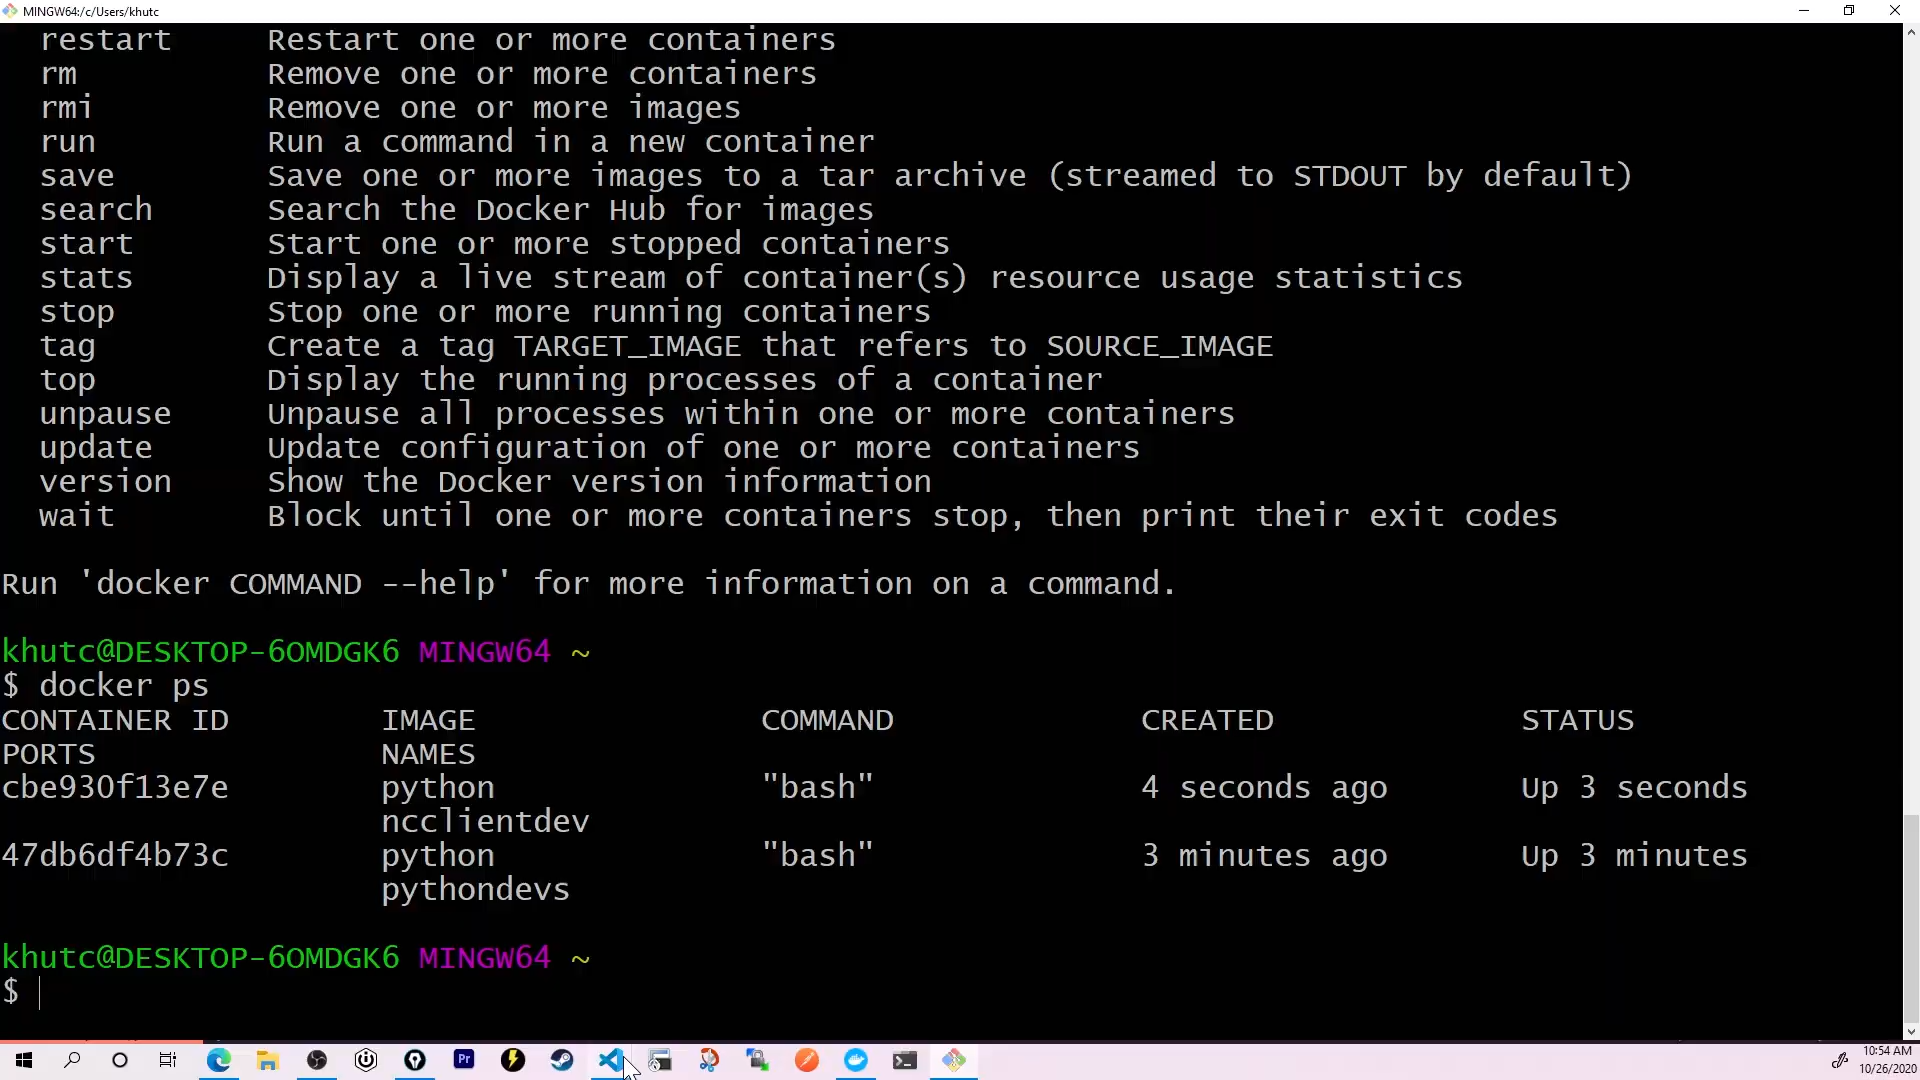 MINGW64:/c/Users/khutc
restart Restart one or more containers
rm Remove one or more containers
rmi Remove one or more images
run Run a command in a new container
save Save one or more images to a tar archive (streamed to STDOUT by default)
search Search the Docker Hub for images
start Start one or more stopped containers
stats Display a live stream of container(s) resource usage statistics
stop Stop one or more running containers
tag Create a tag TARGET_IMAGE that refers to SOURCE_IMAGE
top Display the running processes of a container
unpause Unpause all processes within one or more containers
update Update configuration of one or more containers
version Show the Docker version information
wait Block until one or more containers stop, then print their exit codes
Run 'docker COMMAND --help' for more information on a command.
khutc@DESKTOP-6OMDGK6 MINGW64 ~
$ docker ps
CONTAINER ID IMAGE COMMAND CREATED STATUS
PORTS NAMES
cbe930f13e7e python "bash" 4 seconds ago Up 3 seconds
ncclientdev
47db6df4b73c python "bash" 3 minutes ago Up 3 minutes
pythondevs
khutc@DESKTOP-6OMDGK6 MINGW64 ~
$
Pr
10:54 AM
10/26/2020